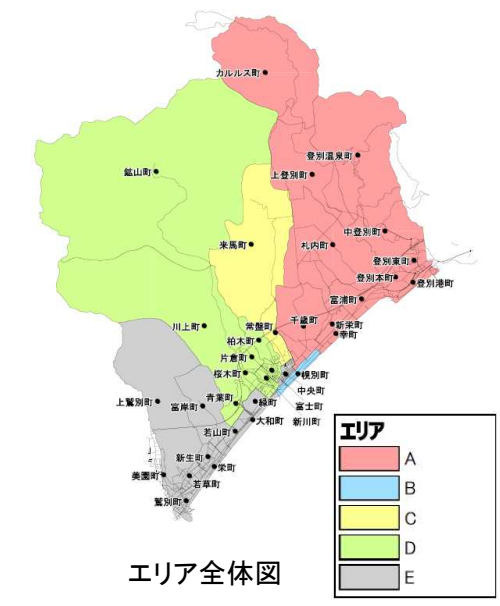 カルルス町
登別温泉町
鉱山町
上登別町
中登別町
来馬町
札内町
登別東町
登別本町
登別港町
富浦町
千歳町
新栄町
川上町
常盤町
幸町
柏木町
片倉町
桜木町
幌別町
中央町
上鷲別町
富岸町
青葉町
緑町
富士町
大和町
新川町
若山町
新生町
栄町
美園町
若草町
鷲別町
エリア
A
B
C
D
E
エリア全体図